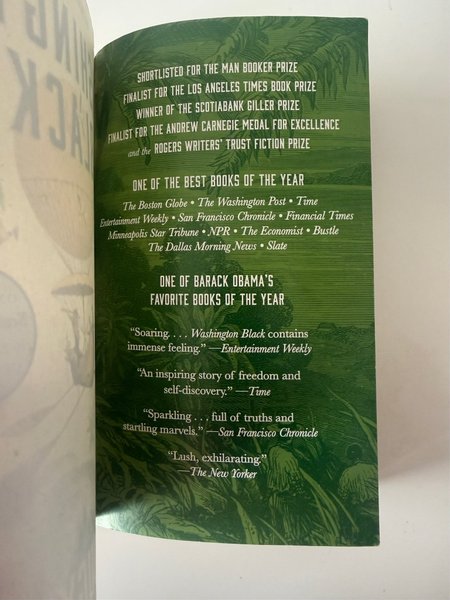 NING
ACK
SHORTLISTED FOR THE MAN BOOKER PRIZE
FINALIST FOR THE LOS ANGELES TIMES BOOK PRIZE
WINNER OF THE SCOTIABANK GILLER PRIZE
FINALIST FOR THE ANDREW CARNEGIE MEDAL FOR EXCELLENCE
and the ROGERS WRITERS' TRUST FICTION PRIZE
ONE OF THE BEST BOOKS OF THE YEAR
The Boston Globe • The Washington Post • Time
Entertainment Weekly • San Francisco Chronicle • Financial Times
Minneapolis Star Tribune • NPR • The Economist • Bustle
The Dallas Morning News • Slate
ONE OF BARACK OBAMA'S
FAVORITE BOOKS OF THE YEAR
“Soaring. . . . Washington Black contains
immense feeling.” —Entertainment Weekly
“An inspiring story of freedom and
self-discovery.” —Time
“Sparkling . . . full of truths and
startling marvels.” —San Francisco Chronicle
“Lush, exhilarating.”
—The New Yorker